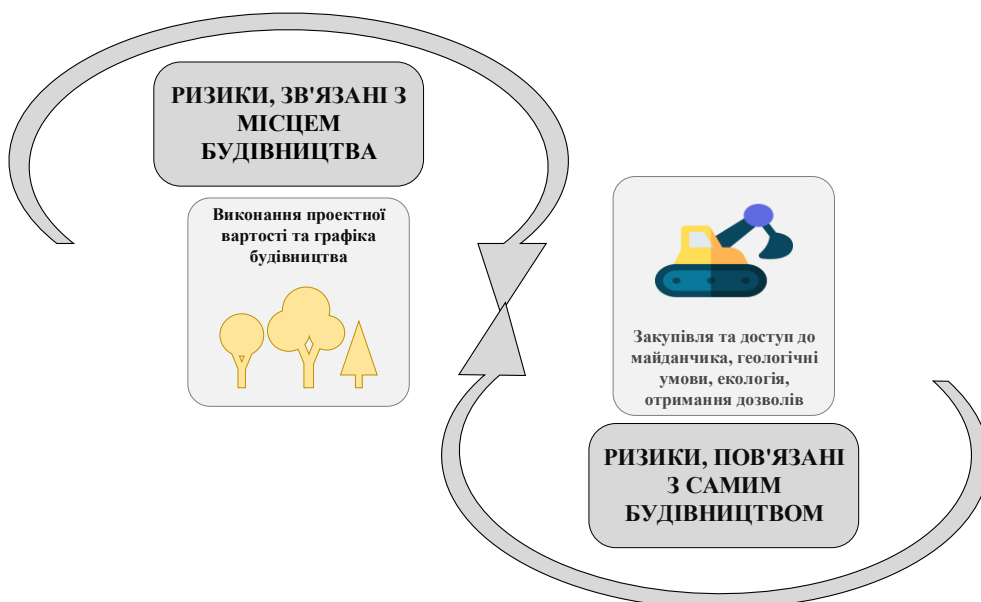 РИЗИКИ, ЗВ'ЯЗАНІ З
МІСЦЕМ
БУДІВНИЦТВА
Виконання проектної
вартості та графіка
будівництва
Закупівля та доступ до
майданчика, геологічні
умови, екологія,
отримання дозволів
РИЗИКИ, ПОВ'ЯЗАНІ
З САМИМ
БУДІВНИЦТВОМ